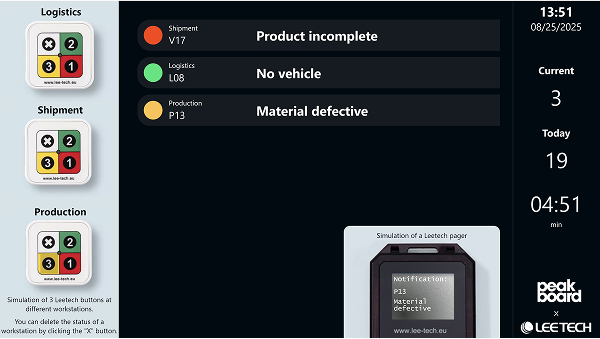 Logistics
X 2
3 1
www.lee-tech.eu
Shipment
X 2
3 1
www.lee-tech.eu
Production
X 2
3 1
www.lee-tech.eu
Simulation of 3 Leetech buttons at
different workstations.
You can delete the status of a
workstation by clicking the "X" button.
Shipment
V17
Product incomplete
Logistics
L08
No vehicle
Production
P13
Material defective
Simulation of a Leetech pager
Notification:
P13
Material
defective
www.lee-tech.eu
13:51
08/25/2025
Current
3
Today
19
04:51
min
peak
board
x
LEETECH